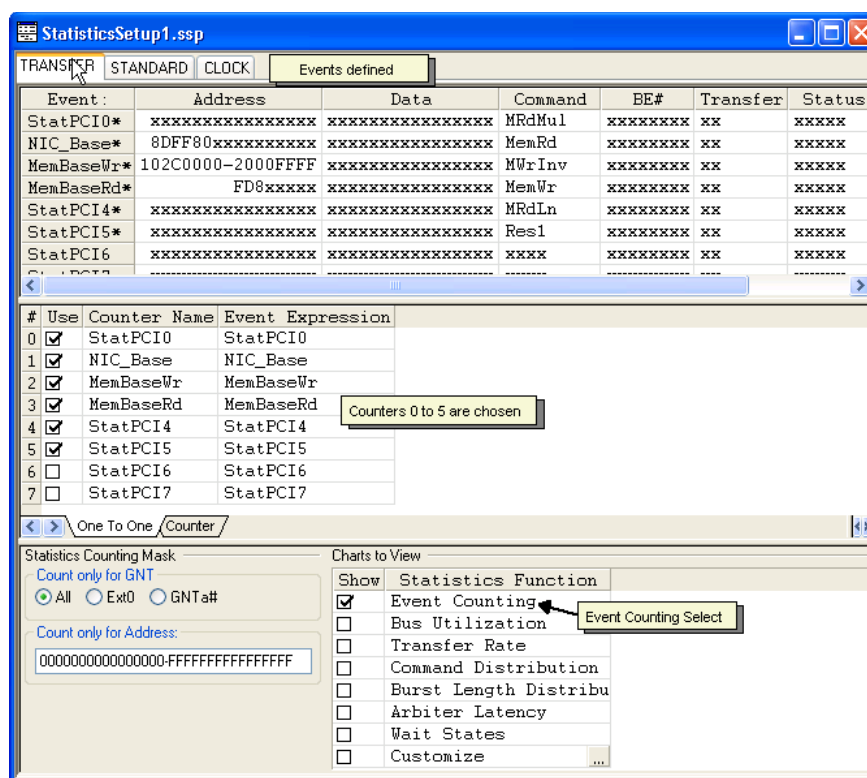 StatisticsSetup1.ssp
TRANSFER STANDARD CLOCK Events defined
Event: Address Data Command BE# Transfer Status
StatPCI0* xxxxxxxxxxxxxxxx xxxxxxxxxxxxxxxx MRdMul xxxxxxxx xx xxxxx
NIC_Base* 8DFF80xxxxxxxxxx xxxxxxxxxxxxxxxx MemRd xxxxxxxx xx xxxxx
MemBaseWr* 102C0000-2000FFFF xxxxxxxxxxxxxxxx MWrInv xxxxxxxx xx xxxxx
MemBaseRd* FD8xxxxx xxxxxxxxxxxxxxxx MemWr xxxxxxxx xx xxxxx
StatPCI4* xxxxxxxxxxxxxxxx xxxxxxxxxxxxxxxx MRdLn xxxxxxxx xx xxxxx
StatPCI5* xxxxxxxxxxxxxxxx xxxxxxxxxxxxxxxx Res1 xxxxxxxx xx xxxxx
StatPCI6 xxxxxxxxxxxxxxxx xxxxxxxxxxxxxxxx xxxx xxxxxxxx xx xxxxx
# Use Counter Name Event Expression
0 StatPCI0 StatPCI0
1 NIC_Base NIC_Base
2 MemBaseWr MemBaseWr
3 MemBaseRd MemBaseRd Counters 0 to 5 are chosen
4 StatPCI4 StatPCI4
5 StatPCI5 StatPCI5
6 StatPCI6 StatPCI6
7 StatPCI7 StatPCI7
One To One Counter
Statistics Counting Mask Charts to View
Count only for GNT
All Ext0 GNTa#
Count only for Address:
0000000000000000-FFFFFFFFFFFFFFFF
Show Statistics Function
Event Counting Event Counting Select
Bus Utilization
Transfer Rate
Command Distribution
Burst Length Distribu
Arbiter Latency
Wait States
Customize ...